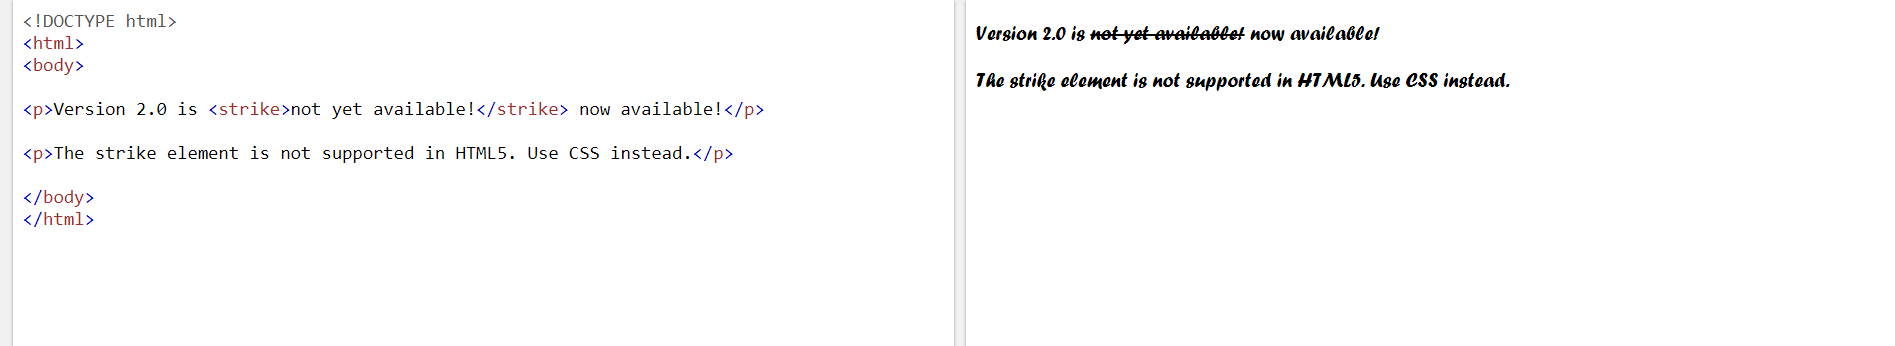 <!DOCTYPE html>
<html>
<body>
<p>Version 2.0 is <strike>not yet available!</strike> now available!</p>
<p>The strike element is not supported in HTML5. Use CSS instead.</p>
</body>
</html>
Version 2.0 is not yet available! now available!
The strike element is not supported in HTML5. Use CSS instead.